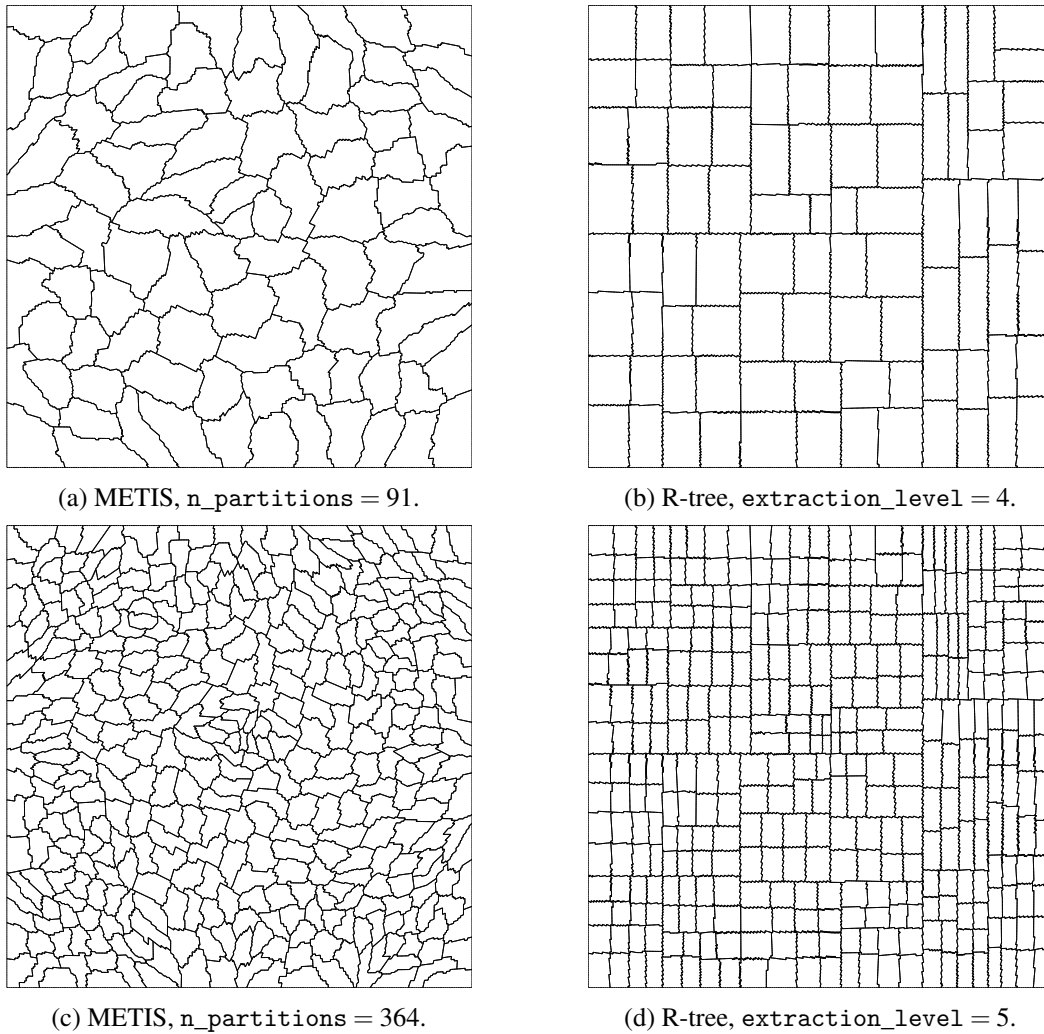 (a) METIS, n_partitions = 91.
(b) R-tree, extraction_level = 4.
(c) METIS, n_partitions = 364.
(d) R-tree, extraction_level = 5.